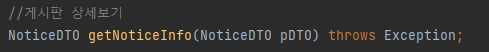 //게시판 상세보기
NoticeDTO getNoticeInfo(NoticeDTO pDTO) throws Exception;